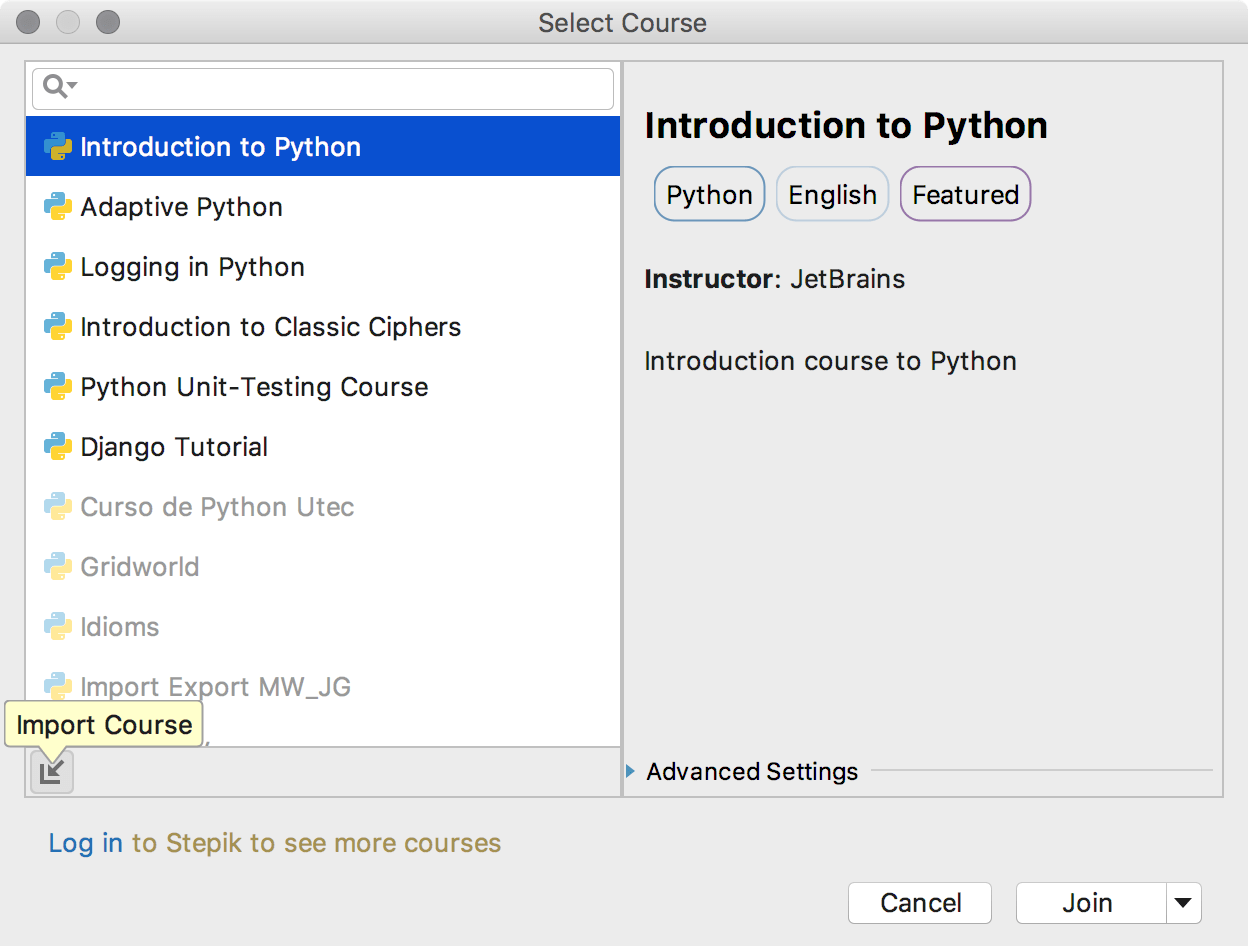 Select Course
Introduction to Python
Adaptive Python
Logging in Python
Introduction to Classic Ciphers
Python Unit-Testing Course
Django Tutorial
Curso de Python Utec
Gridworld
Idioms
Import Export MW_JG
Import Course
Introduction to Python
Python English Featured
Instructor: JetBrains
Introduction course to Python
Advanced Settings
Log in to Stepik to see more courses
Cancel Join